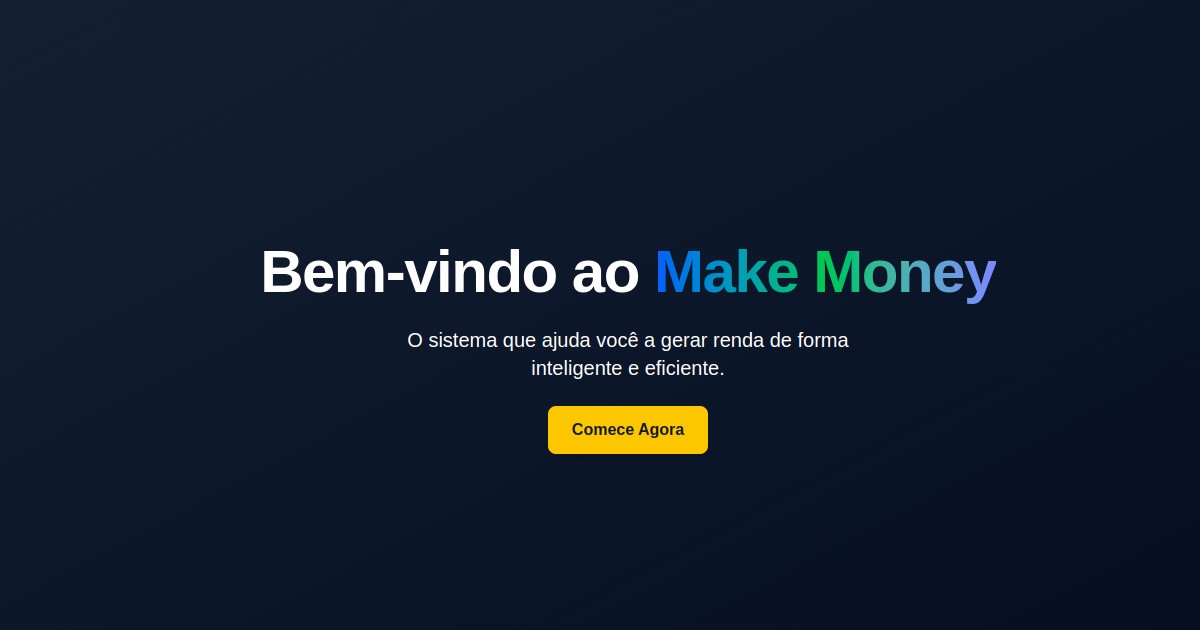 Bem-vindo ao Make Money
O sistema que ajuda você a gerar renda de forma
inteligente e eficiente.
Comece Agora